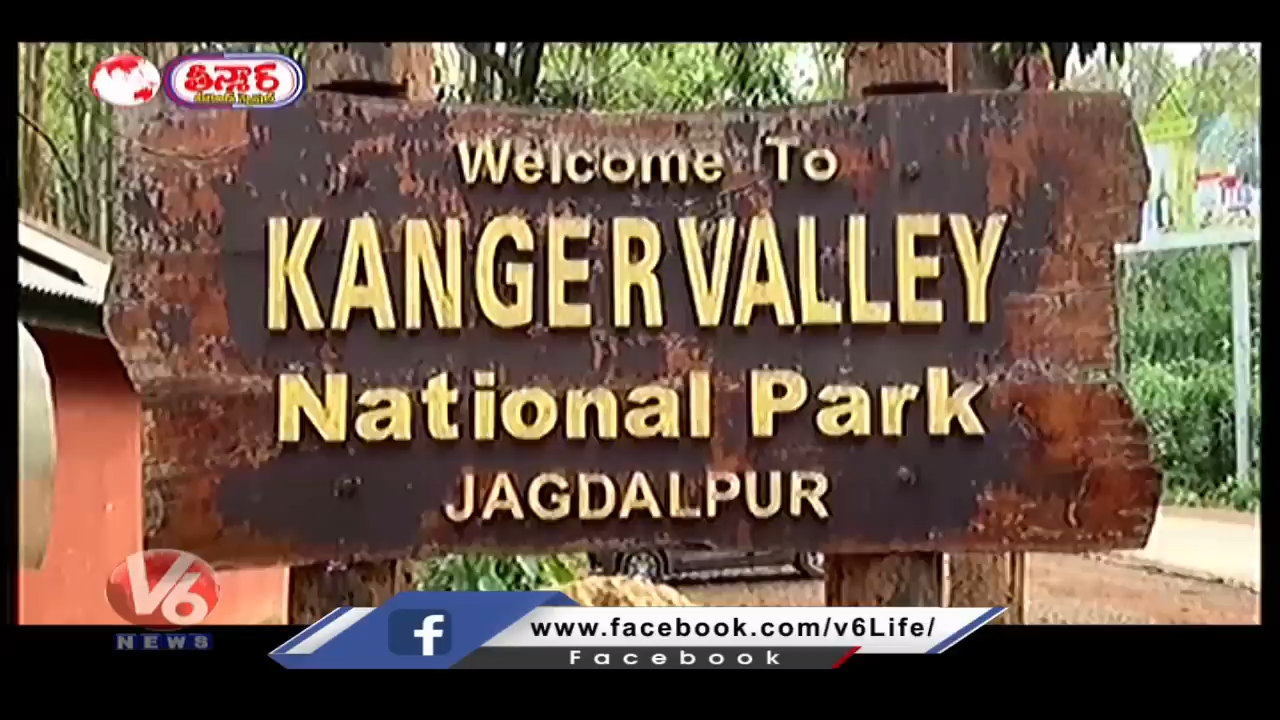 తీన్మార్
Welcome To
KANGER VALLEY
National Park
JAGDALPUR
V6
NEWS
f
www.facebook.com/v6Life/
Facebook